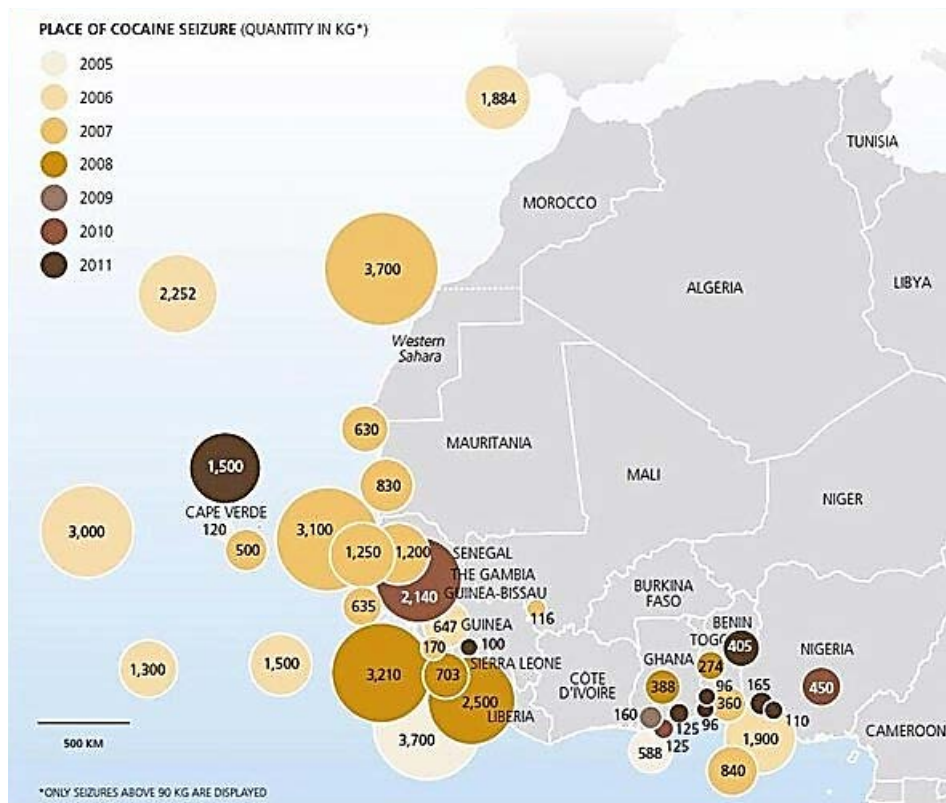 PLACE OF COCAINE SEIZURE (QUANTITY IN KG*)
2005
2006
2007
2008
2009
2010
2011
1,884
TUNISIA
MOROCCO
3,700
2,252
ALGERIA
LIBYA
Western
Sahara
630
MAURITANIA
1,500
MALI
830
NIGER
CAPE VERDE
120
3,000
3,100
500
1,250
1,200
SENEGAL
THE GAMBIA
GUINEA-BISSAU
2,140
BURKINA
FASO
635
647
GUINEA
116
BENIN
TOGO
405
170
100
NIGERIA
1,300
1,500
3,210
SIERRA LEONE
703
GHANA
274
CÔTE
D'IVOIRE
388
96
165
450
2,500
LIBERIA
360
160
125
96
110
CAMEROON
500 KM
3,700
588
125
1,900
840
*ONLY SEIZURES ABOVE 90 KG ARE DISPLAYED